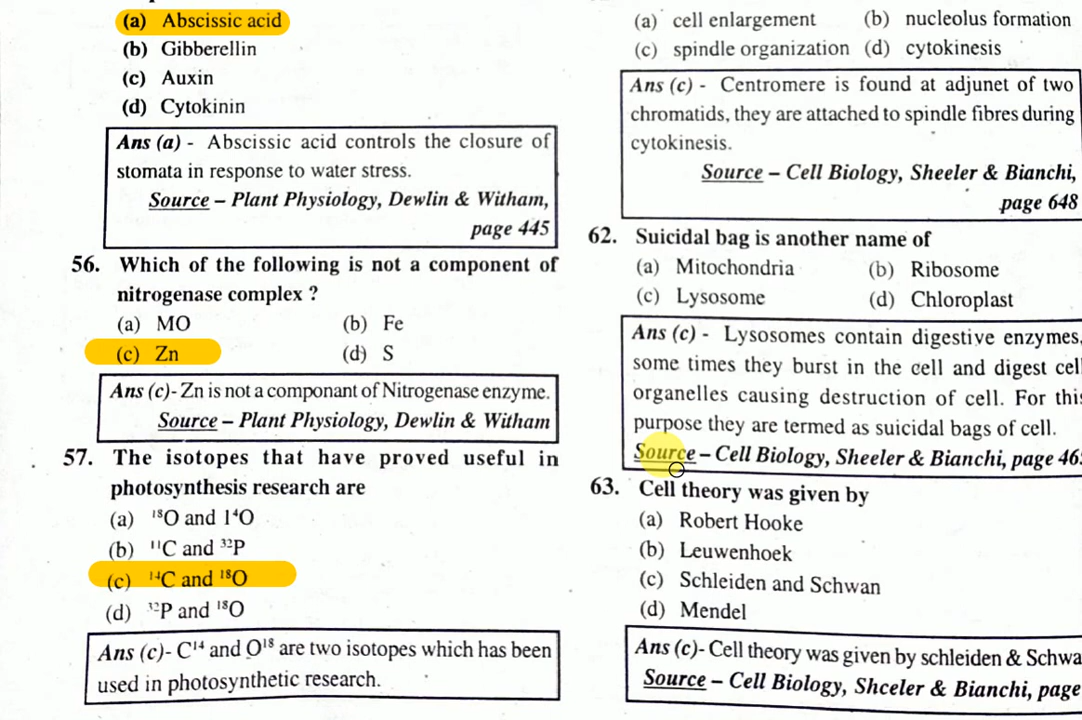 (a) Abscissic acid
(b) Gibberellin
(c) Auxin
(d) Cytokinin
Ans (a) - Abscissic acid controls the closure of
stomata in response to water stress.
Source – Plant Physiology, Dewlin & Witham,
page 445
56. Which of the following is not a component of
nitrogenase complex ?
(a) MO (b) Fe
(c) Zn (d) S
Ans (c)- Zn is not a componant of Nitrogenase enzyme.
Source – Plant Physiology, Dewlin & Witham
57. The isotopes that have proved useful in
photosynthesis research are
(a) ¹⁸O and 1⁴O
(b) ¹¹C and ³²P
(c) ¹⁴C and ¹⁸O
(d) ³²P and ¹⁸O
Ans (c)- C¹⁴ and O¹⁸ are two isotopes which has been
used in photosynthetic research.
(a) cell enlargement (b) nucleolus formation
(c) spindle organization (d) cytokinesis
Ans (c) - Centromere is found at adjunet of two
chromatids, they are attached to spindle fibres during
cytokinesis.
Source – Cell Biology, Sheeler & Bianchi,
page 648
62. Suicidal bag is another name of
(a) Mitochondria (b) Ribosome
(c) Lysosome (d) Chloroplast
Ans (c) - Lysosomes contain digestive enzymes,
some times they burst in the cell and digest cell
organelles causing destruction of cell. For this
purpose they are termed as suicidal bags of cell.
Source – Cell Biology, Sheeler & Bianchi, page
63. Cell theory was given by
(a) Robert Hooke
(b) Leuwenhoek
(c) Schleiden and Schwan
(d) Mendel
Ans (c)- Cell theory was given by schleiden & Schwa
Source – Cell Biology, Shceler & Bianchi, page